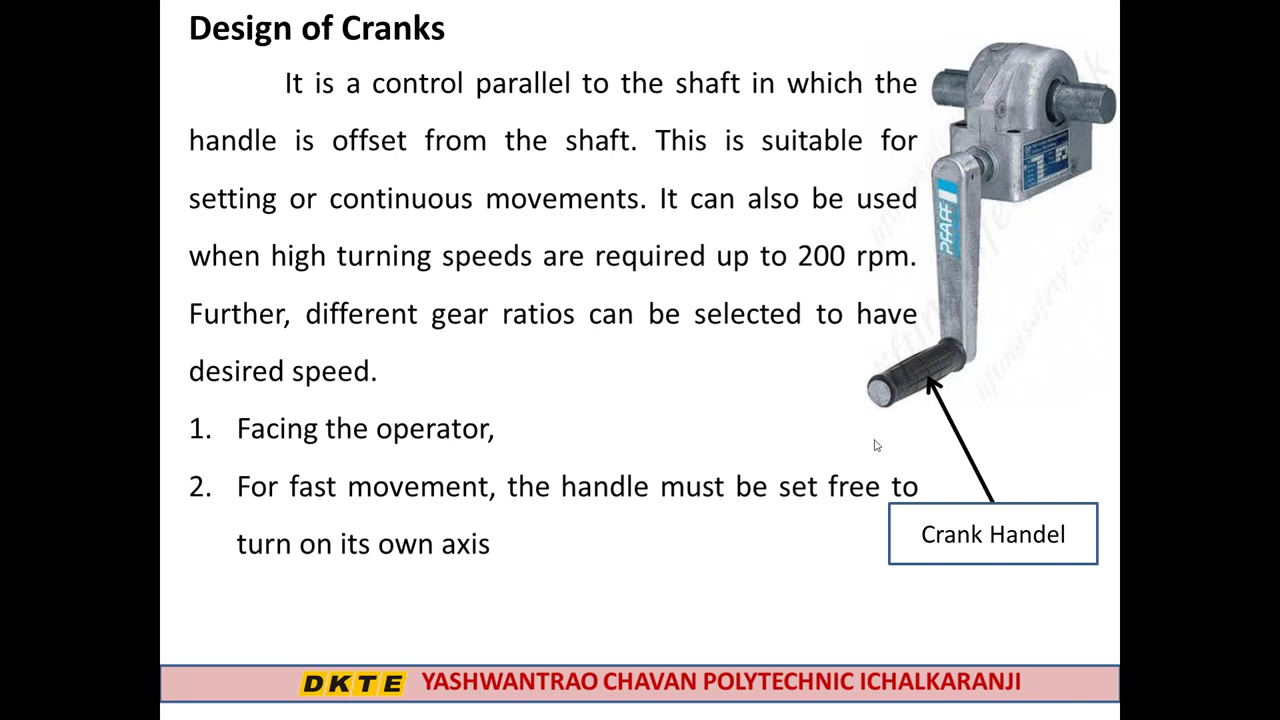 Design of Cranks
It is a control parallel to the shaft in which the
handle is offset from the shaft. This is suitable for
setting or continuous movements. It can also be used
when high turning speeds are required up to 200 rpm.
Further, different gear ratios can be selected to have
desired speed.
1. Facing the operator,
2. For fast movement, the handle must be set free to
turn on its own axis
PFAFF
Crank Handel
DKTE YASHWANTRAO CHAVAN POLYTECHNIC ICHALKARANJI